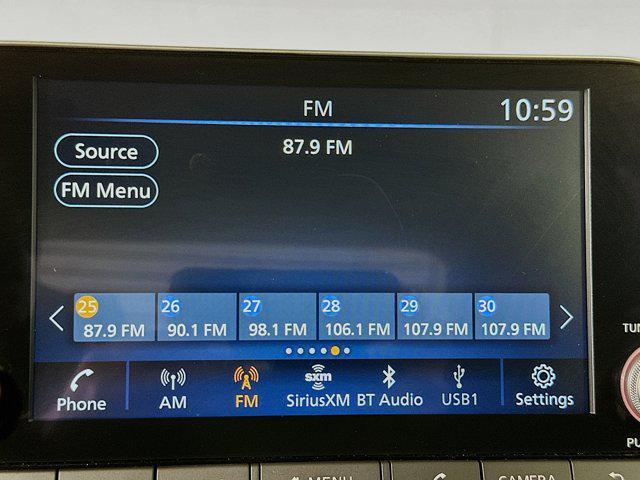 FM 10:59
Source
87.9 FM
FM Menu
25 26 27 28 29 30
87.9 FM 90.1 FM 98.1 FM 106.1 FM 107.9 FM 107.9 FM
sxm
Phone AM FM SiriusXM BT Audio USB1 Settings
MENU CAMERA